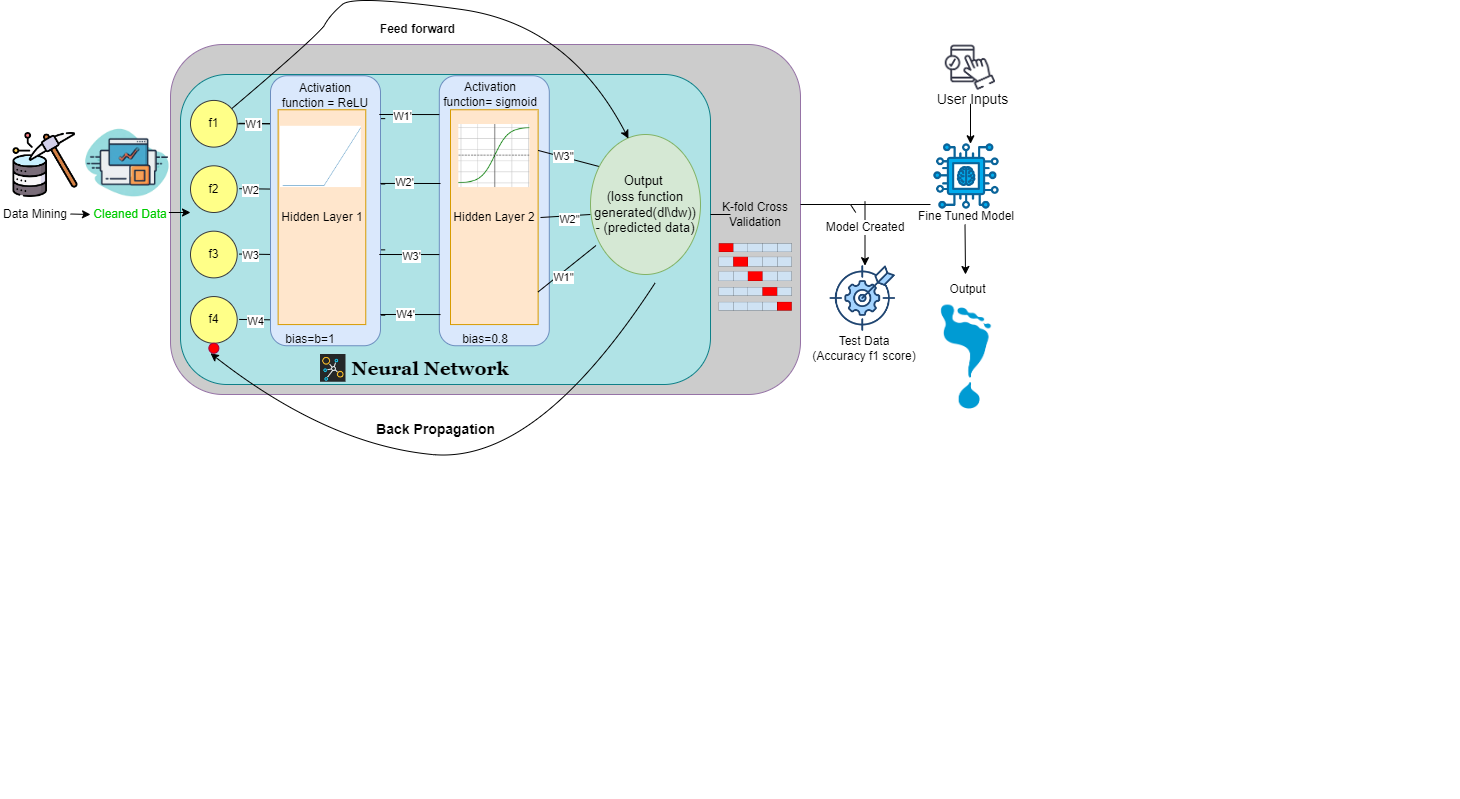 Feed forward
Activation
function = ReLU
Activation
function= sigmoid
f1
f2
f3
f4
W1
W2
W3
W4
Hidden Layer 1
bias=b=1
W1'
W2'
W3'
W4'
Hidden Layer 2
bias=0.8
W3"
W2"
W1"
Output
(loss function
generated(dl\dw))
- (predicted data)
Neural Network
Back Propagation
Data Mining
Cleaned Data
K-fold Cross
Validation
Model Created
Test Data
(Accuracy f1 score)
User Inputs
Fine Tuned Model
Output